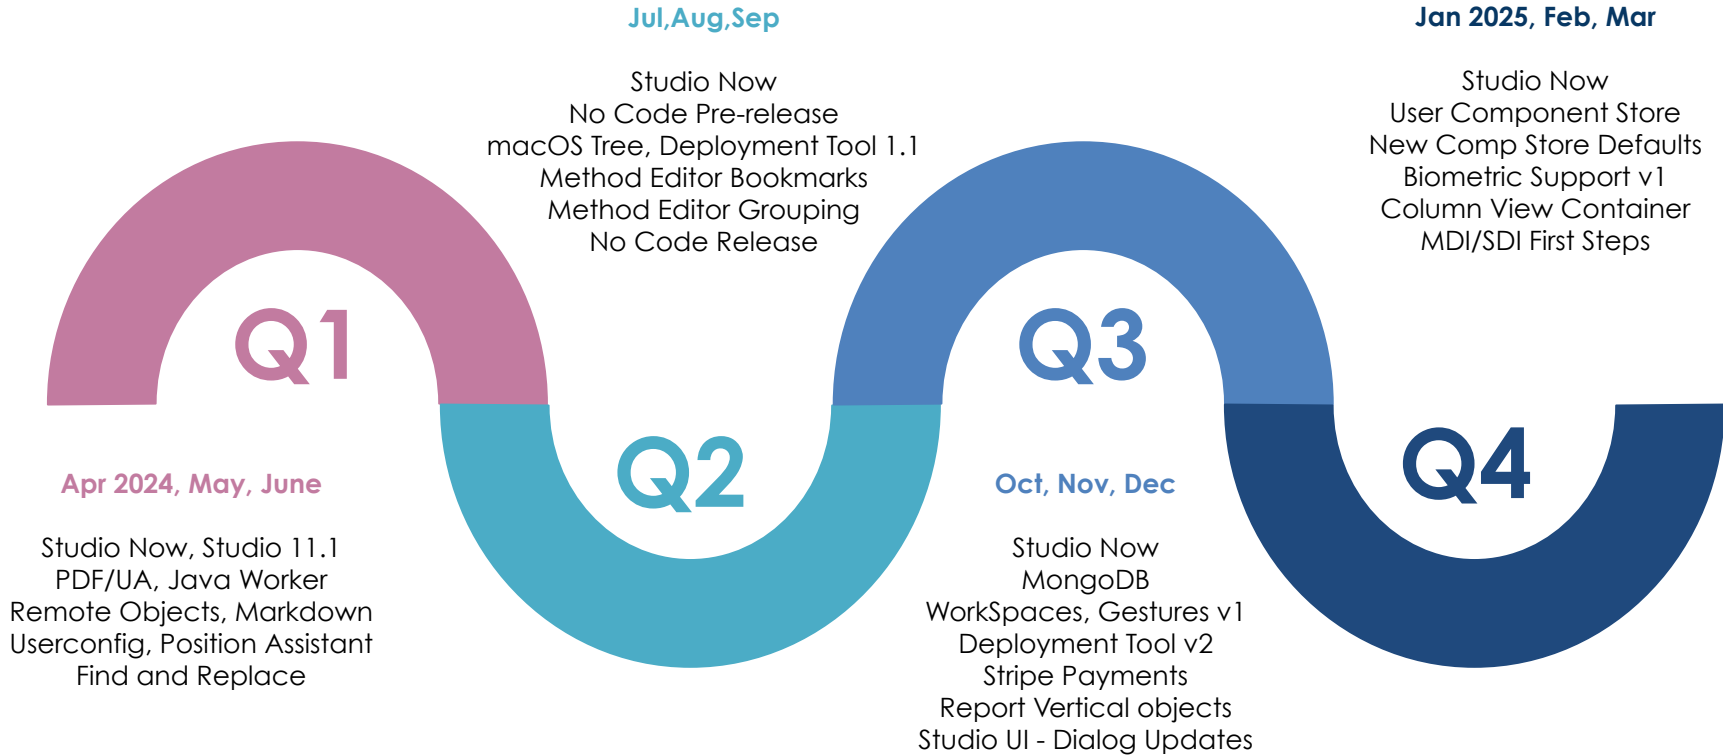 Q1
Apr 2024, May, June
Studio Now, Studio 11.1
PDF/UA, Java Worker
Remote Objects, Markdown
Userconfig, Position Assistant
Find and Replace
Jul,Aug,Sep
Studio Now
No Code Pre-release
macOS Tree, Deployment Tool 1.1
Method Editor Bookmarks
Method Editor Grouping
No Code Release
Q2
Q3
Oct, Nov, Dec
Studio Now
MongoDB
WorkSpaces, Gestures v1
Deployment Tool v2
Stripe Payments
Report Vertical objects
Studio UI - Dialog Updates
Jan 2025, Feb, Mar
Studio Now
User Component Store
New Comp Store Defaults
Biometric Support v1
Column View Container
MDI/SDI First Steps
Q4